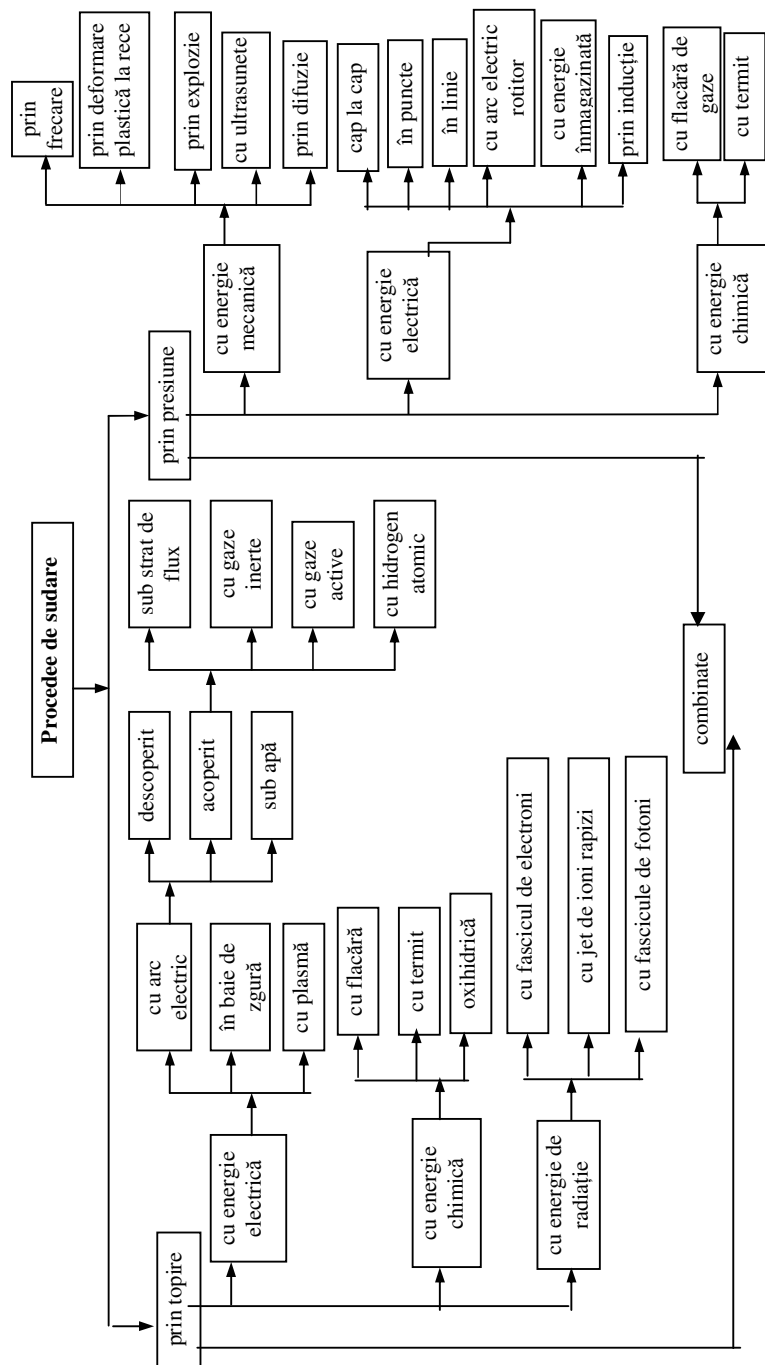 Procedee de sudare
prin topire
cu energie
electrică
cu arc
electric
descoperit
acoperit
sub strat de
flux
cu gaze
inerte
cu gaze
active
cu hidrogen
atomic
sub apă
în baie de
zgură
cu plasmă
cu energie
chimică
cu flacără
cu termit
oxihidrică
cu energie de
radiație
cu fascicul de electroni
cu jet de ioni rapizi
cu fascicule de fotoni
combinate
prin presiune
cu energie
mecanică
prin
frecare
prin deformare
plastică la rece
prin explozie
cu ultrasunete
prin difuzie
cu energie
electrică
cap la cap
în puncte
în linie
cu arc electric
rotitor
cu energie
înmagazinată
prin inducție
cu energie
chimică
cu flacără de
gaze
cu termit